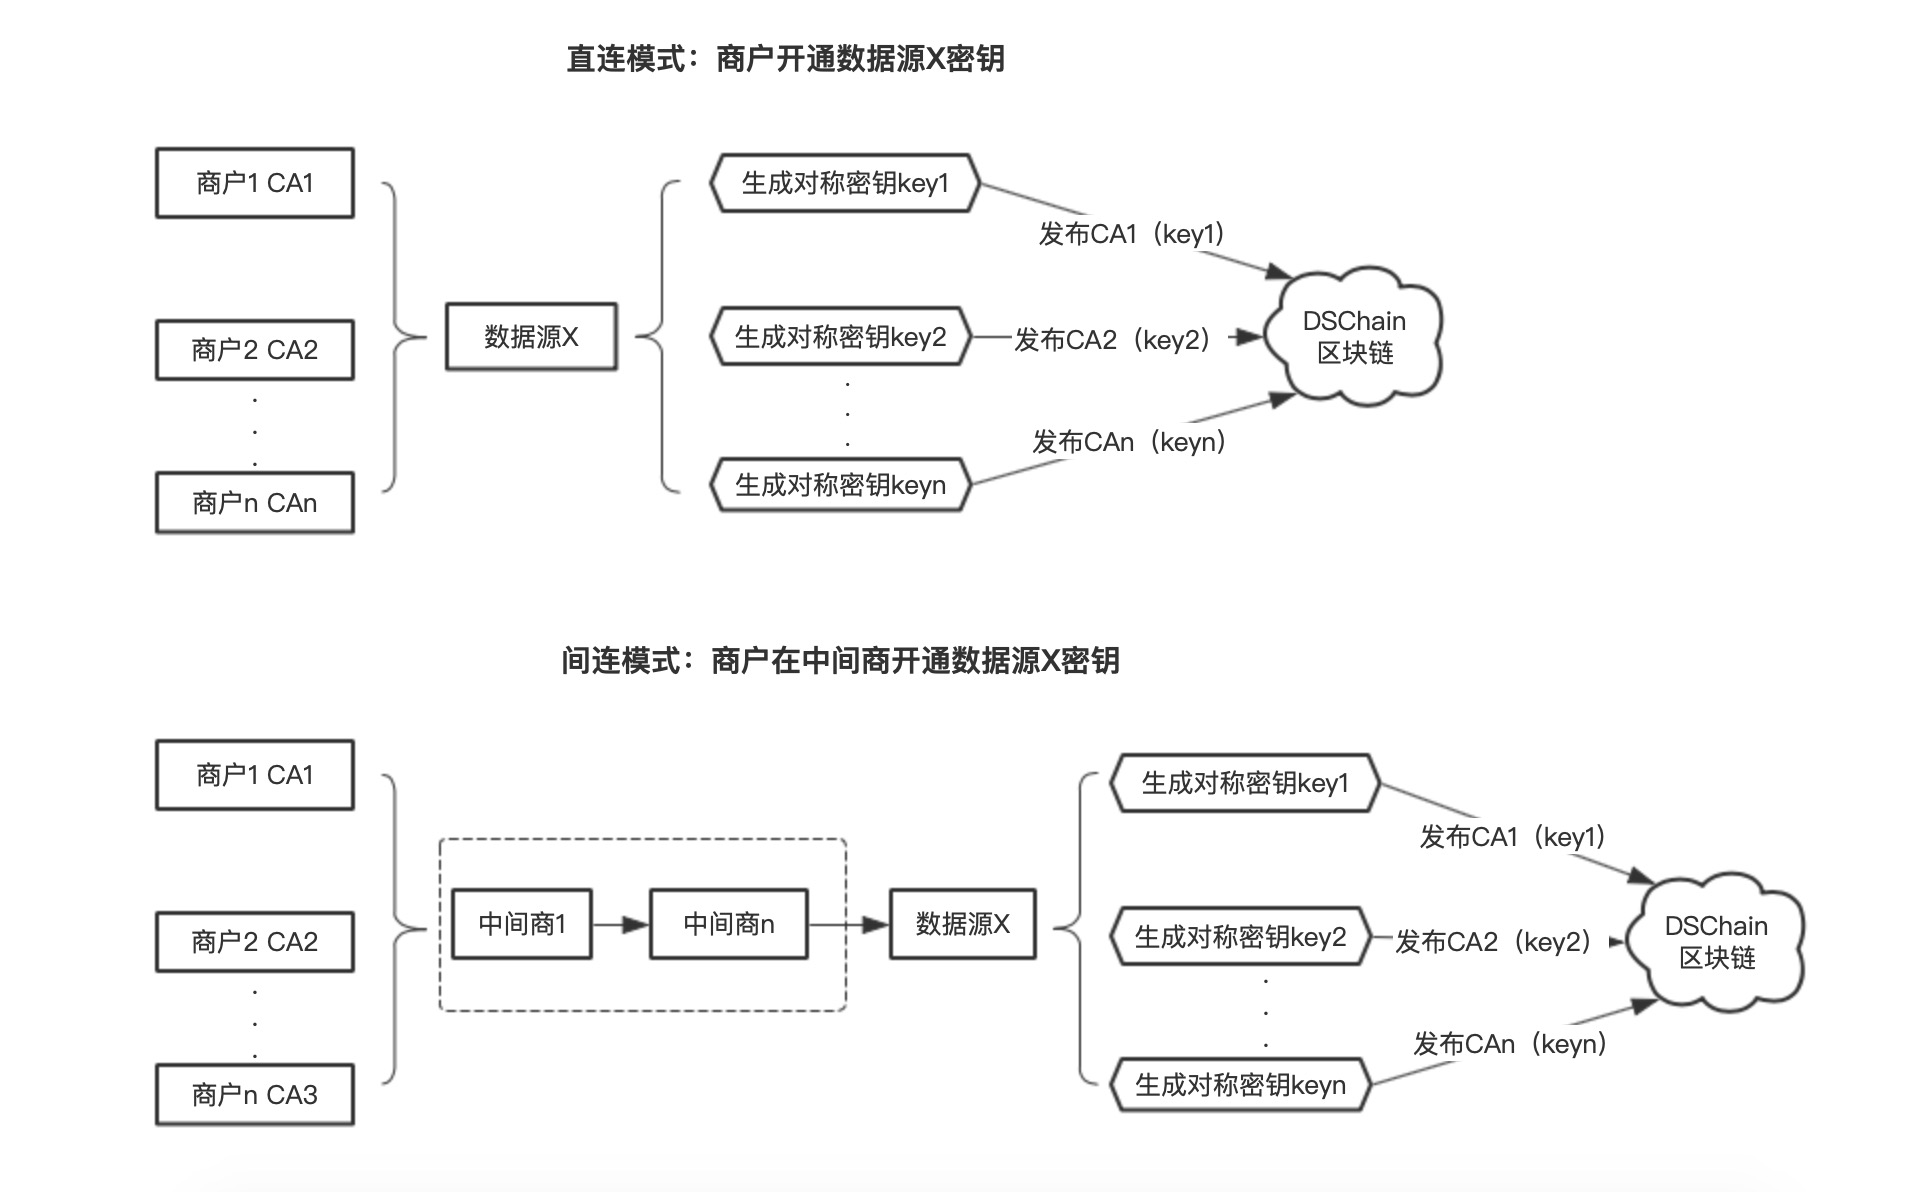 直连模式：商户开通数据源X密钥
商户1 CA1
商户2 CA2
商户n CAn
数据源X
生成对称密钥key1
生成对称密钥key2
生成对称密钥keyn
发布CA1（key1）
发布CA2（key2）
发布CAn（keyn）
DSChain
区块链
间连模式：商户在中间商开通数据源X密钥
商户1 CA1
商户2 CA2
商户n CA3
中间商1
中间商n
数据源X
生成对称密钥key1
生成对称密钥key2
生成对称密钥keyn
发布CA1（key1）
发布CA2（key2）
发布CAn（keyn）
DSChain
区块链